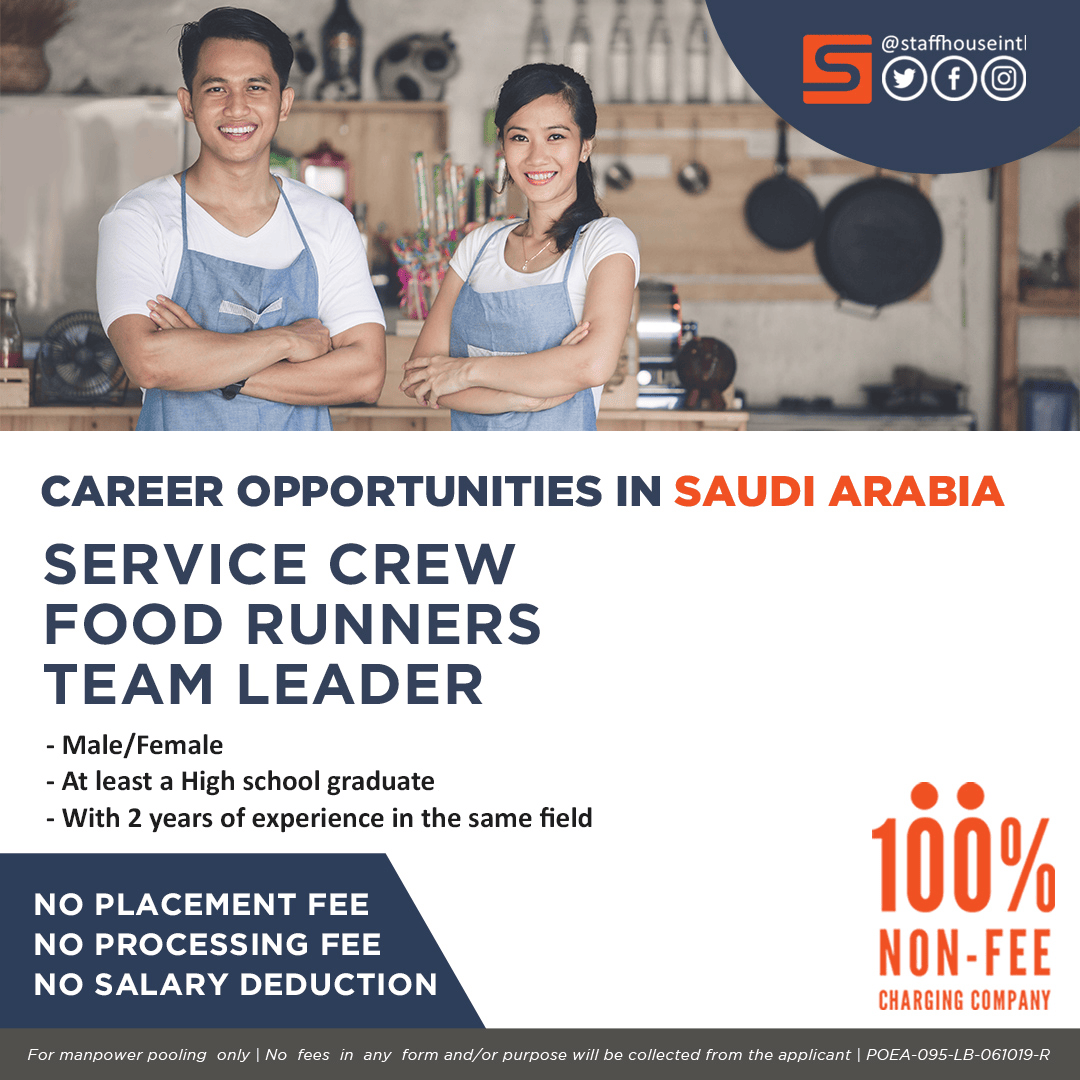 @staffhouseintl
CAREER OPPORTUNITIES IN SAUDI ARABIA
SERVICE CREW
FOOD RUNNERS
TEAM LEADER
- Male/Female
- At least a High school graduate
- With 2 years of experience in the same field
NO PLACEMENT FEE
NO PROCESSING FEE
NO SALARY DEDUCTION
100%
NON-FEE
CHARGING COMPANY
For manpower pooling only | No fees in any form and/or purpose will be collected from the applicant | POEA-095-LB-061019-R